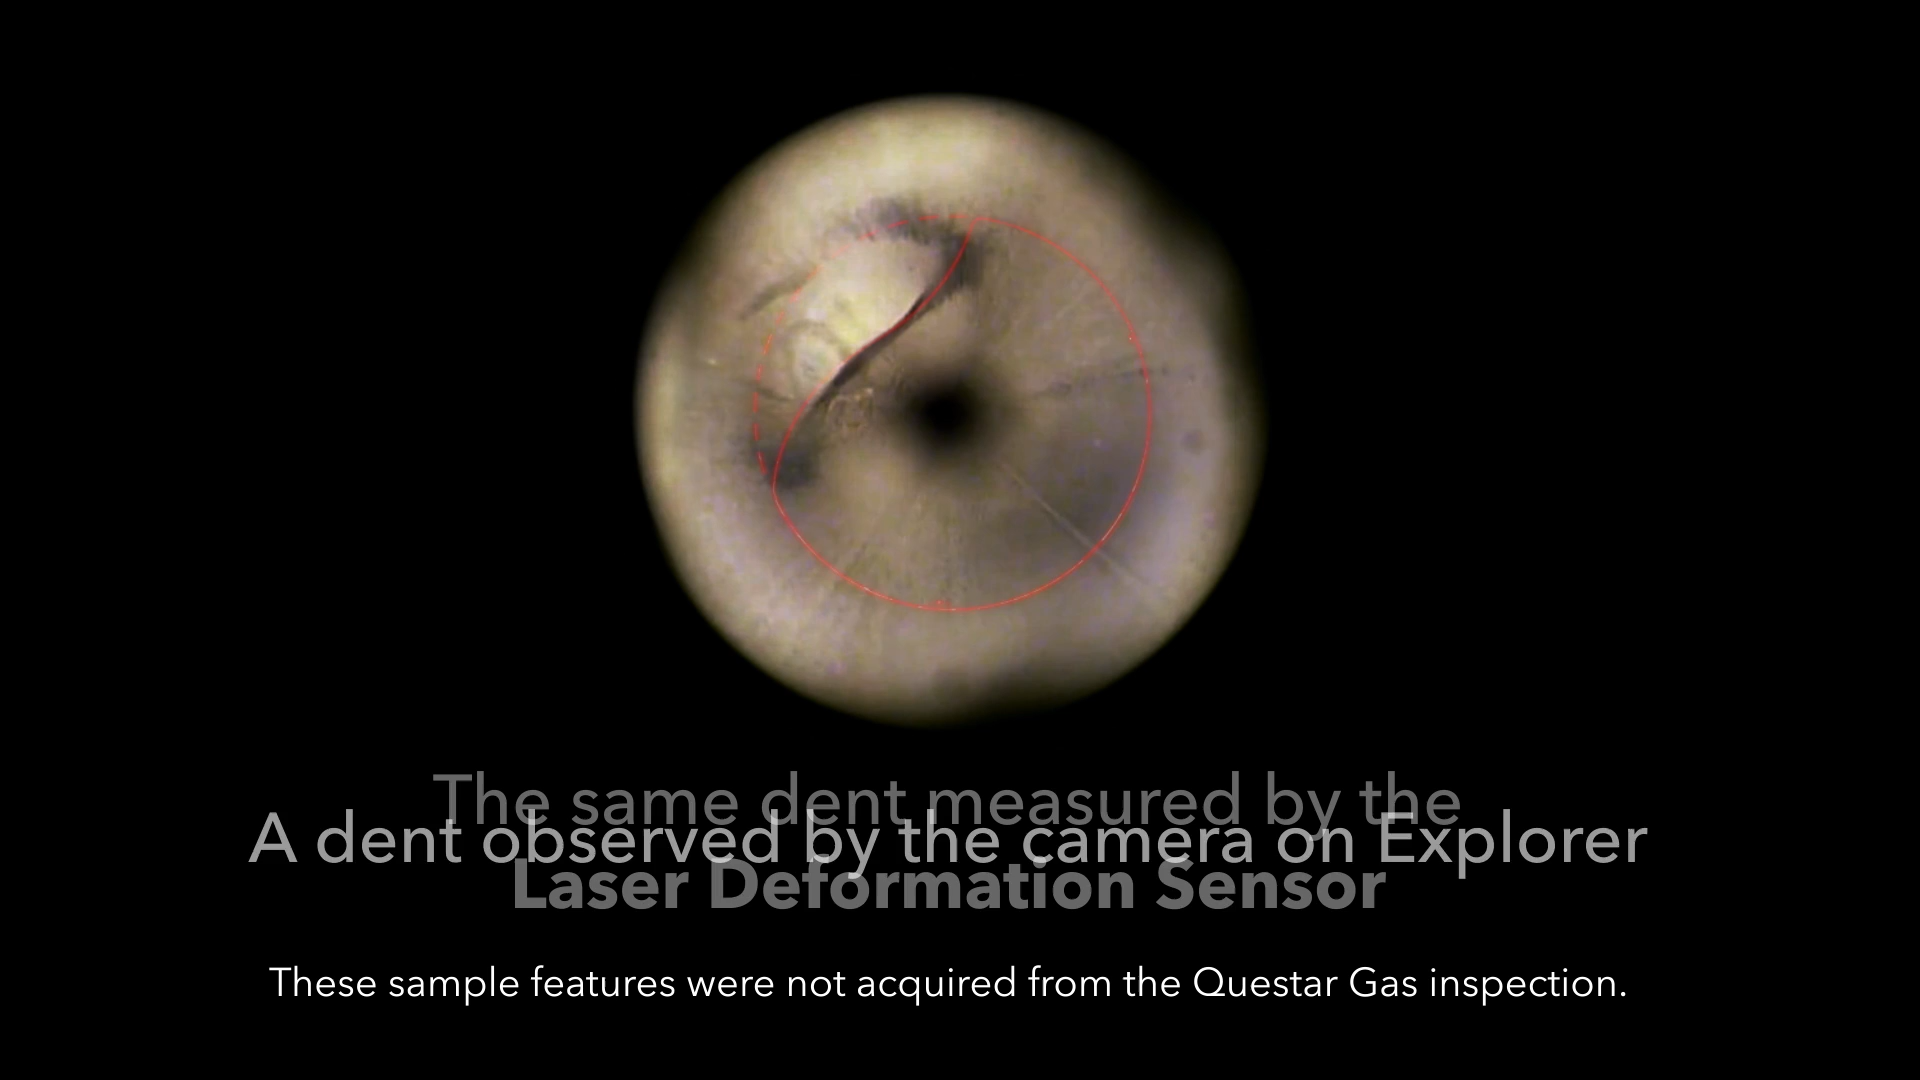 The same dent measured by the
A dent observed by the camera on Explorer
Laser Deformation Sensor
These sample features were not acquired from the Questar Gas inspection.